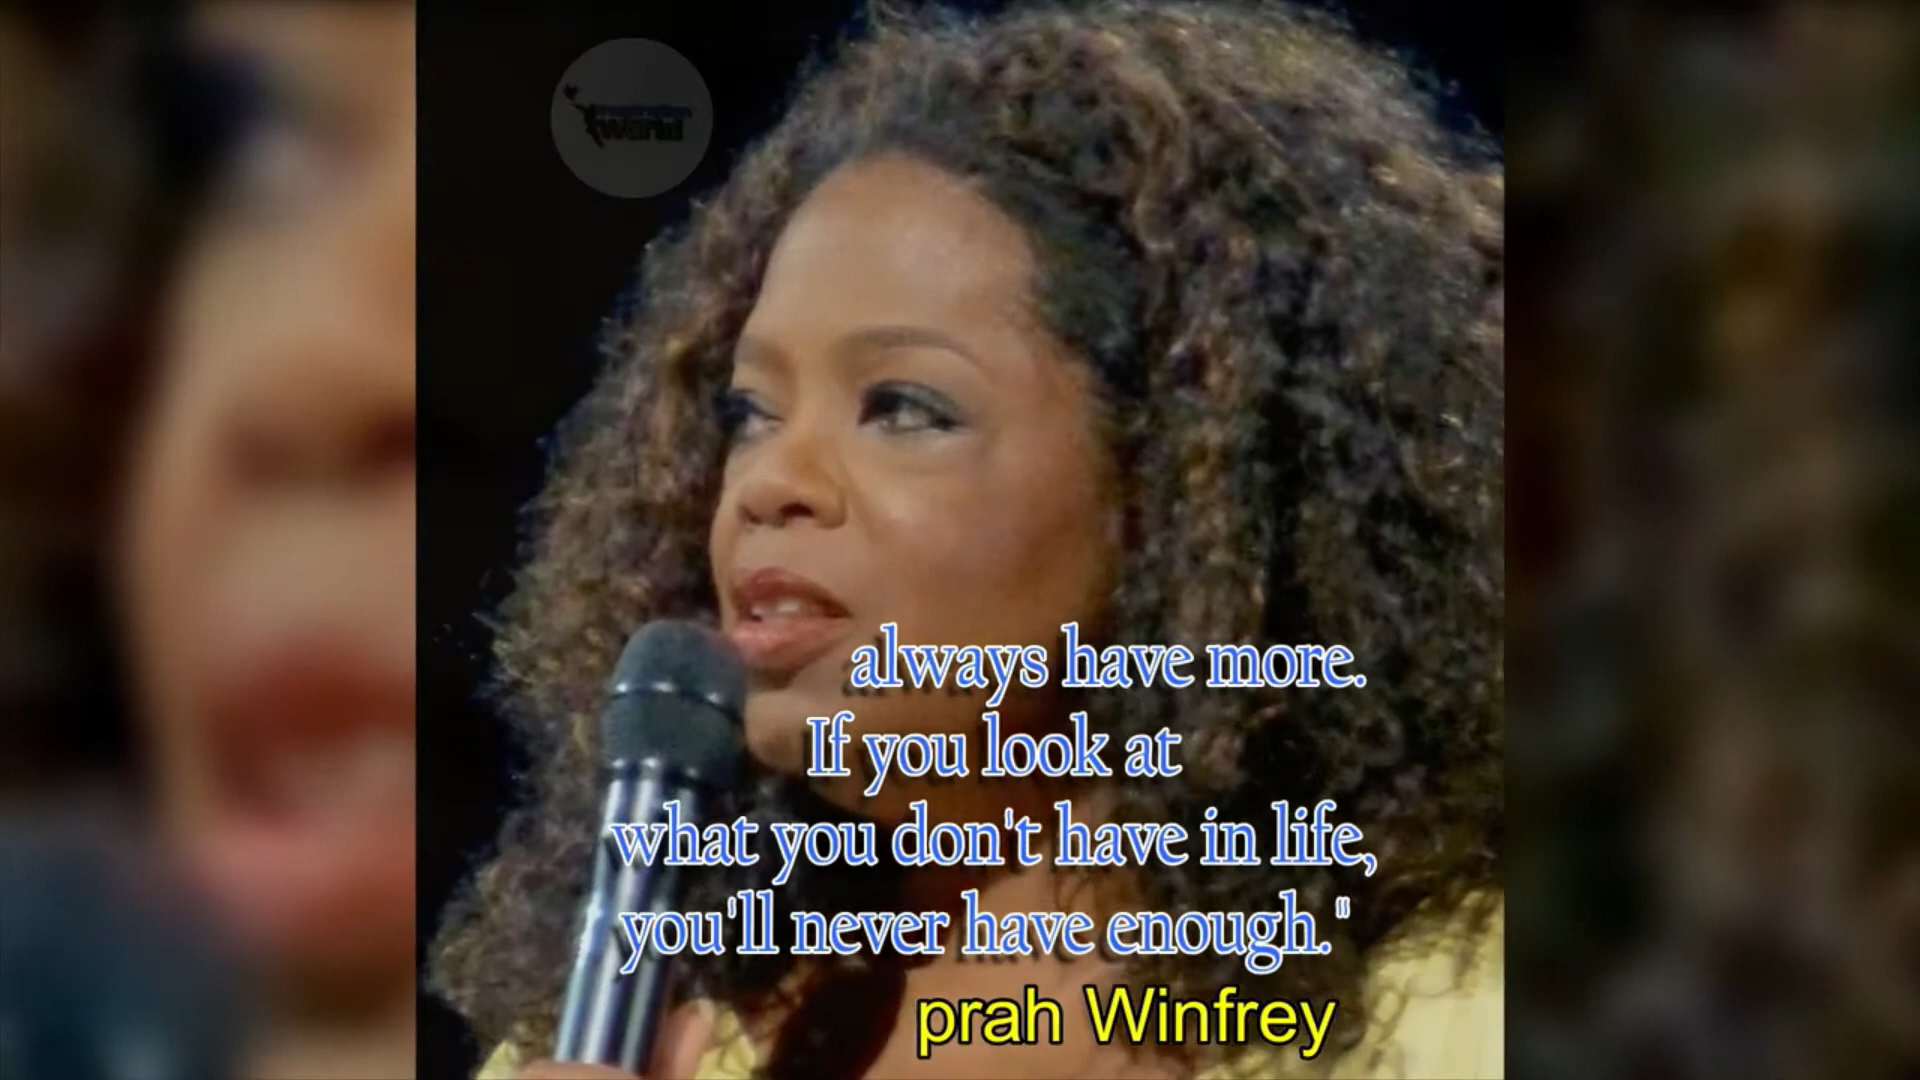 World
always have more.
If you look at
what you don't have in life,
you'll never have enough."
prah Winfrey